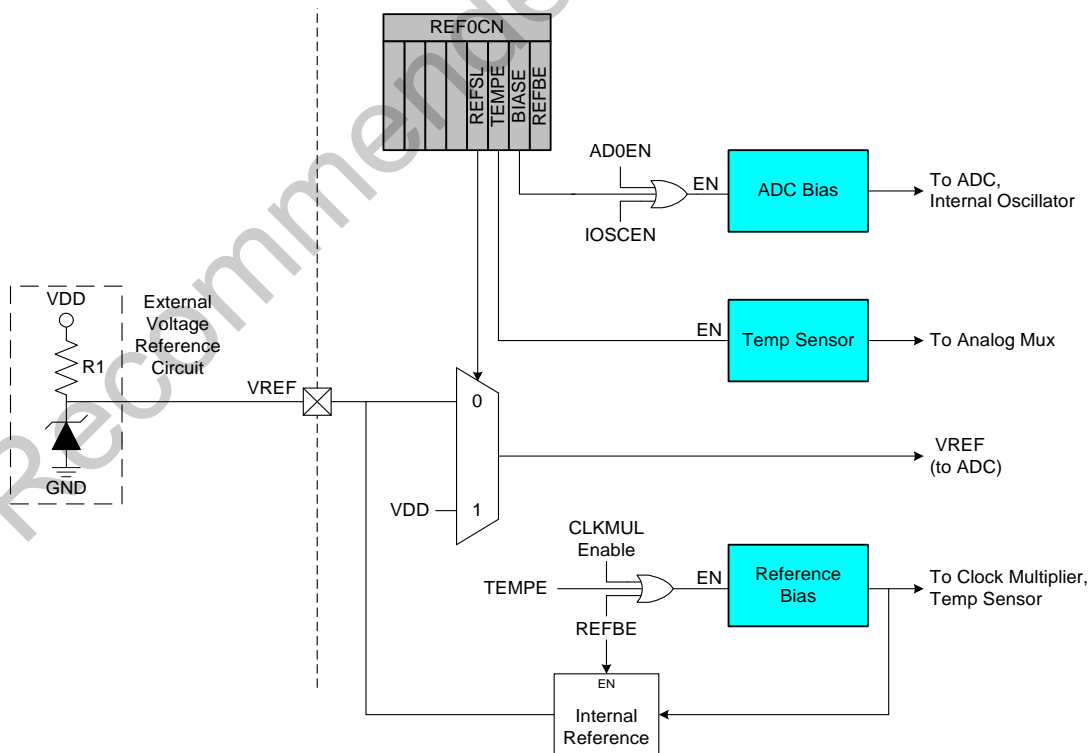 REF0CN
REFSL
TEMPE
BIASE
REFBE
AD0EN
EN
ADC Bias
To ADC,
Internal Oscillator
IOSCEN
VDD
External
Voltage
Reference
Circuit
R1
GND
VREF
EN
Temp Sensor
To Analog Mux
0
VREF
(to ADC)
VDD
1
CLKMUL
Enable
TEMPE
EN
Reference
Bias
To Clock Multiplier,
Temp Sensor
REFBE
EN
Internal
Reference
Recommende